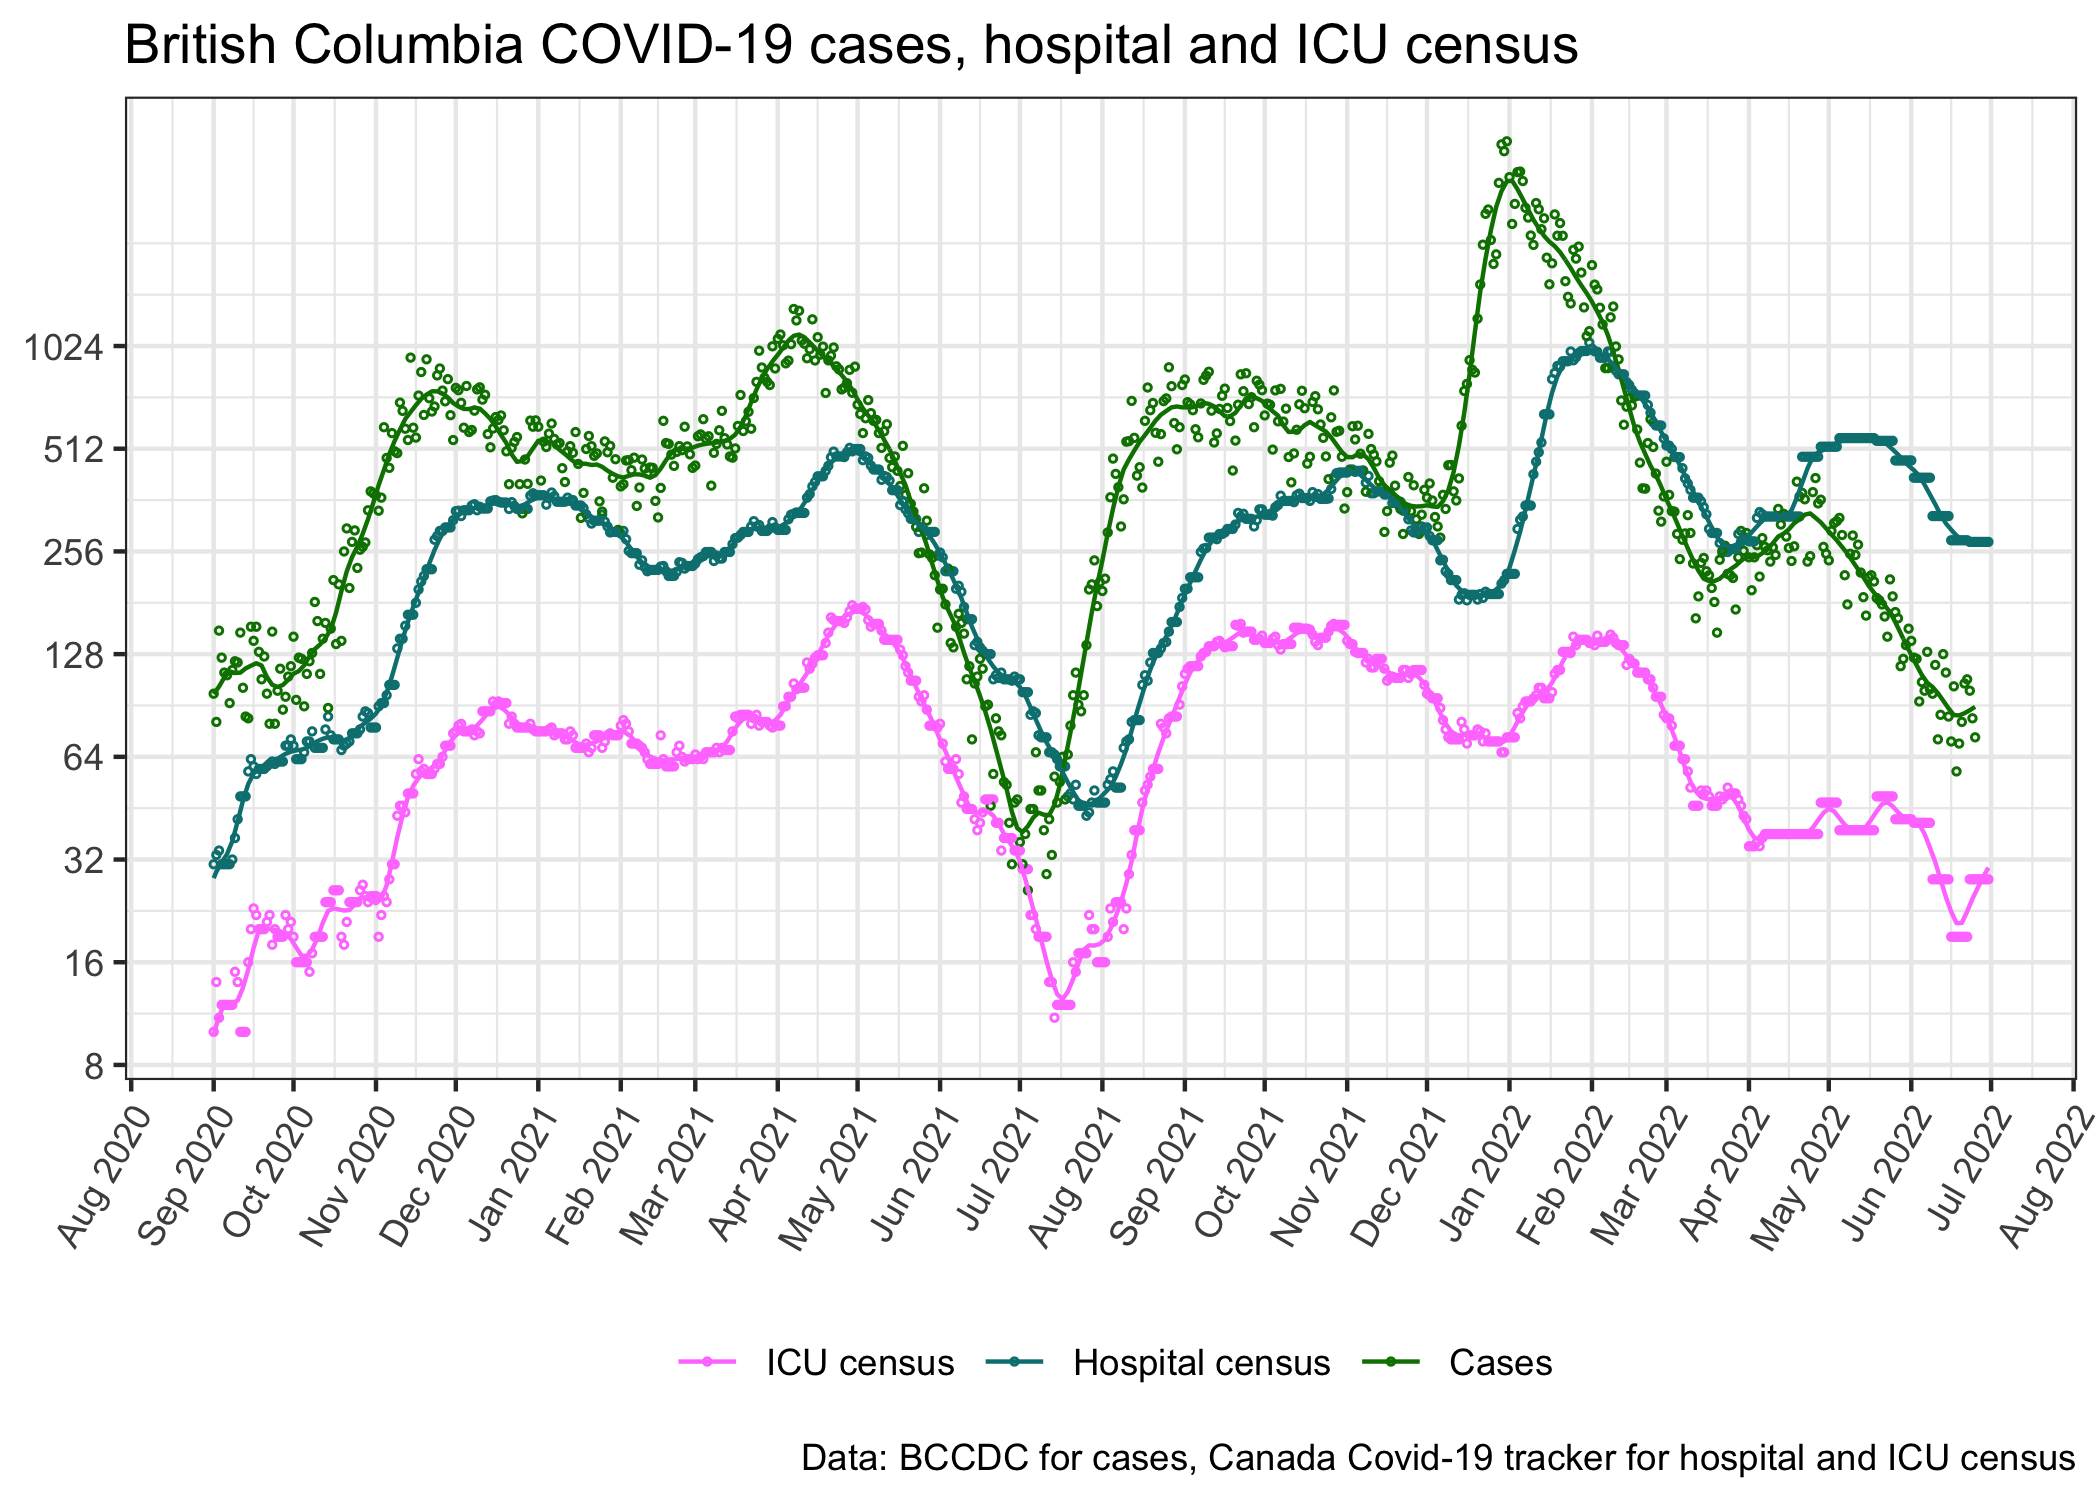 British Columbia COVID-19 cases, hospital and ICU census
1024
512
256
128
64
32
16
8
Aug 2020
Sep 2020
Oct 2020
Nov 2020
Dec 2020
Jan 2021
Feb 2021
Mar 2021
Apr 2021
May 2021
Jun 2021
Jul 2021
Aug 2021
Sep 2021
Oct 2021
Nov 2021
Dec 2021
Jan 2022
Feb 2022
Mar 2022
Apr 2022
May 2022
Jun 2022
Jul 2022
Aug 2022
ICU census Hospital census Cases
Data: BCCDC for cases, Canada Covid-19 tracker for hospital and ICU census